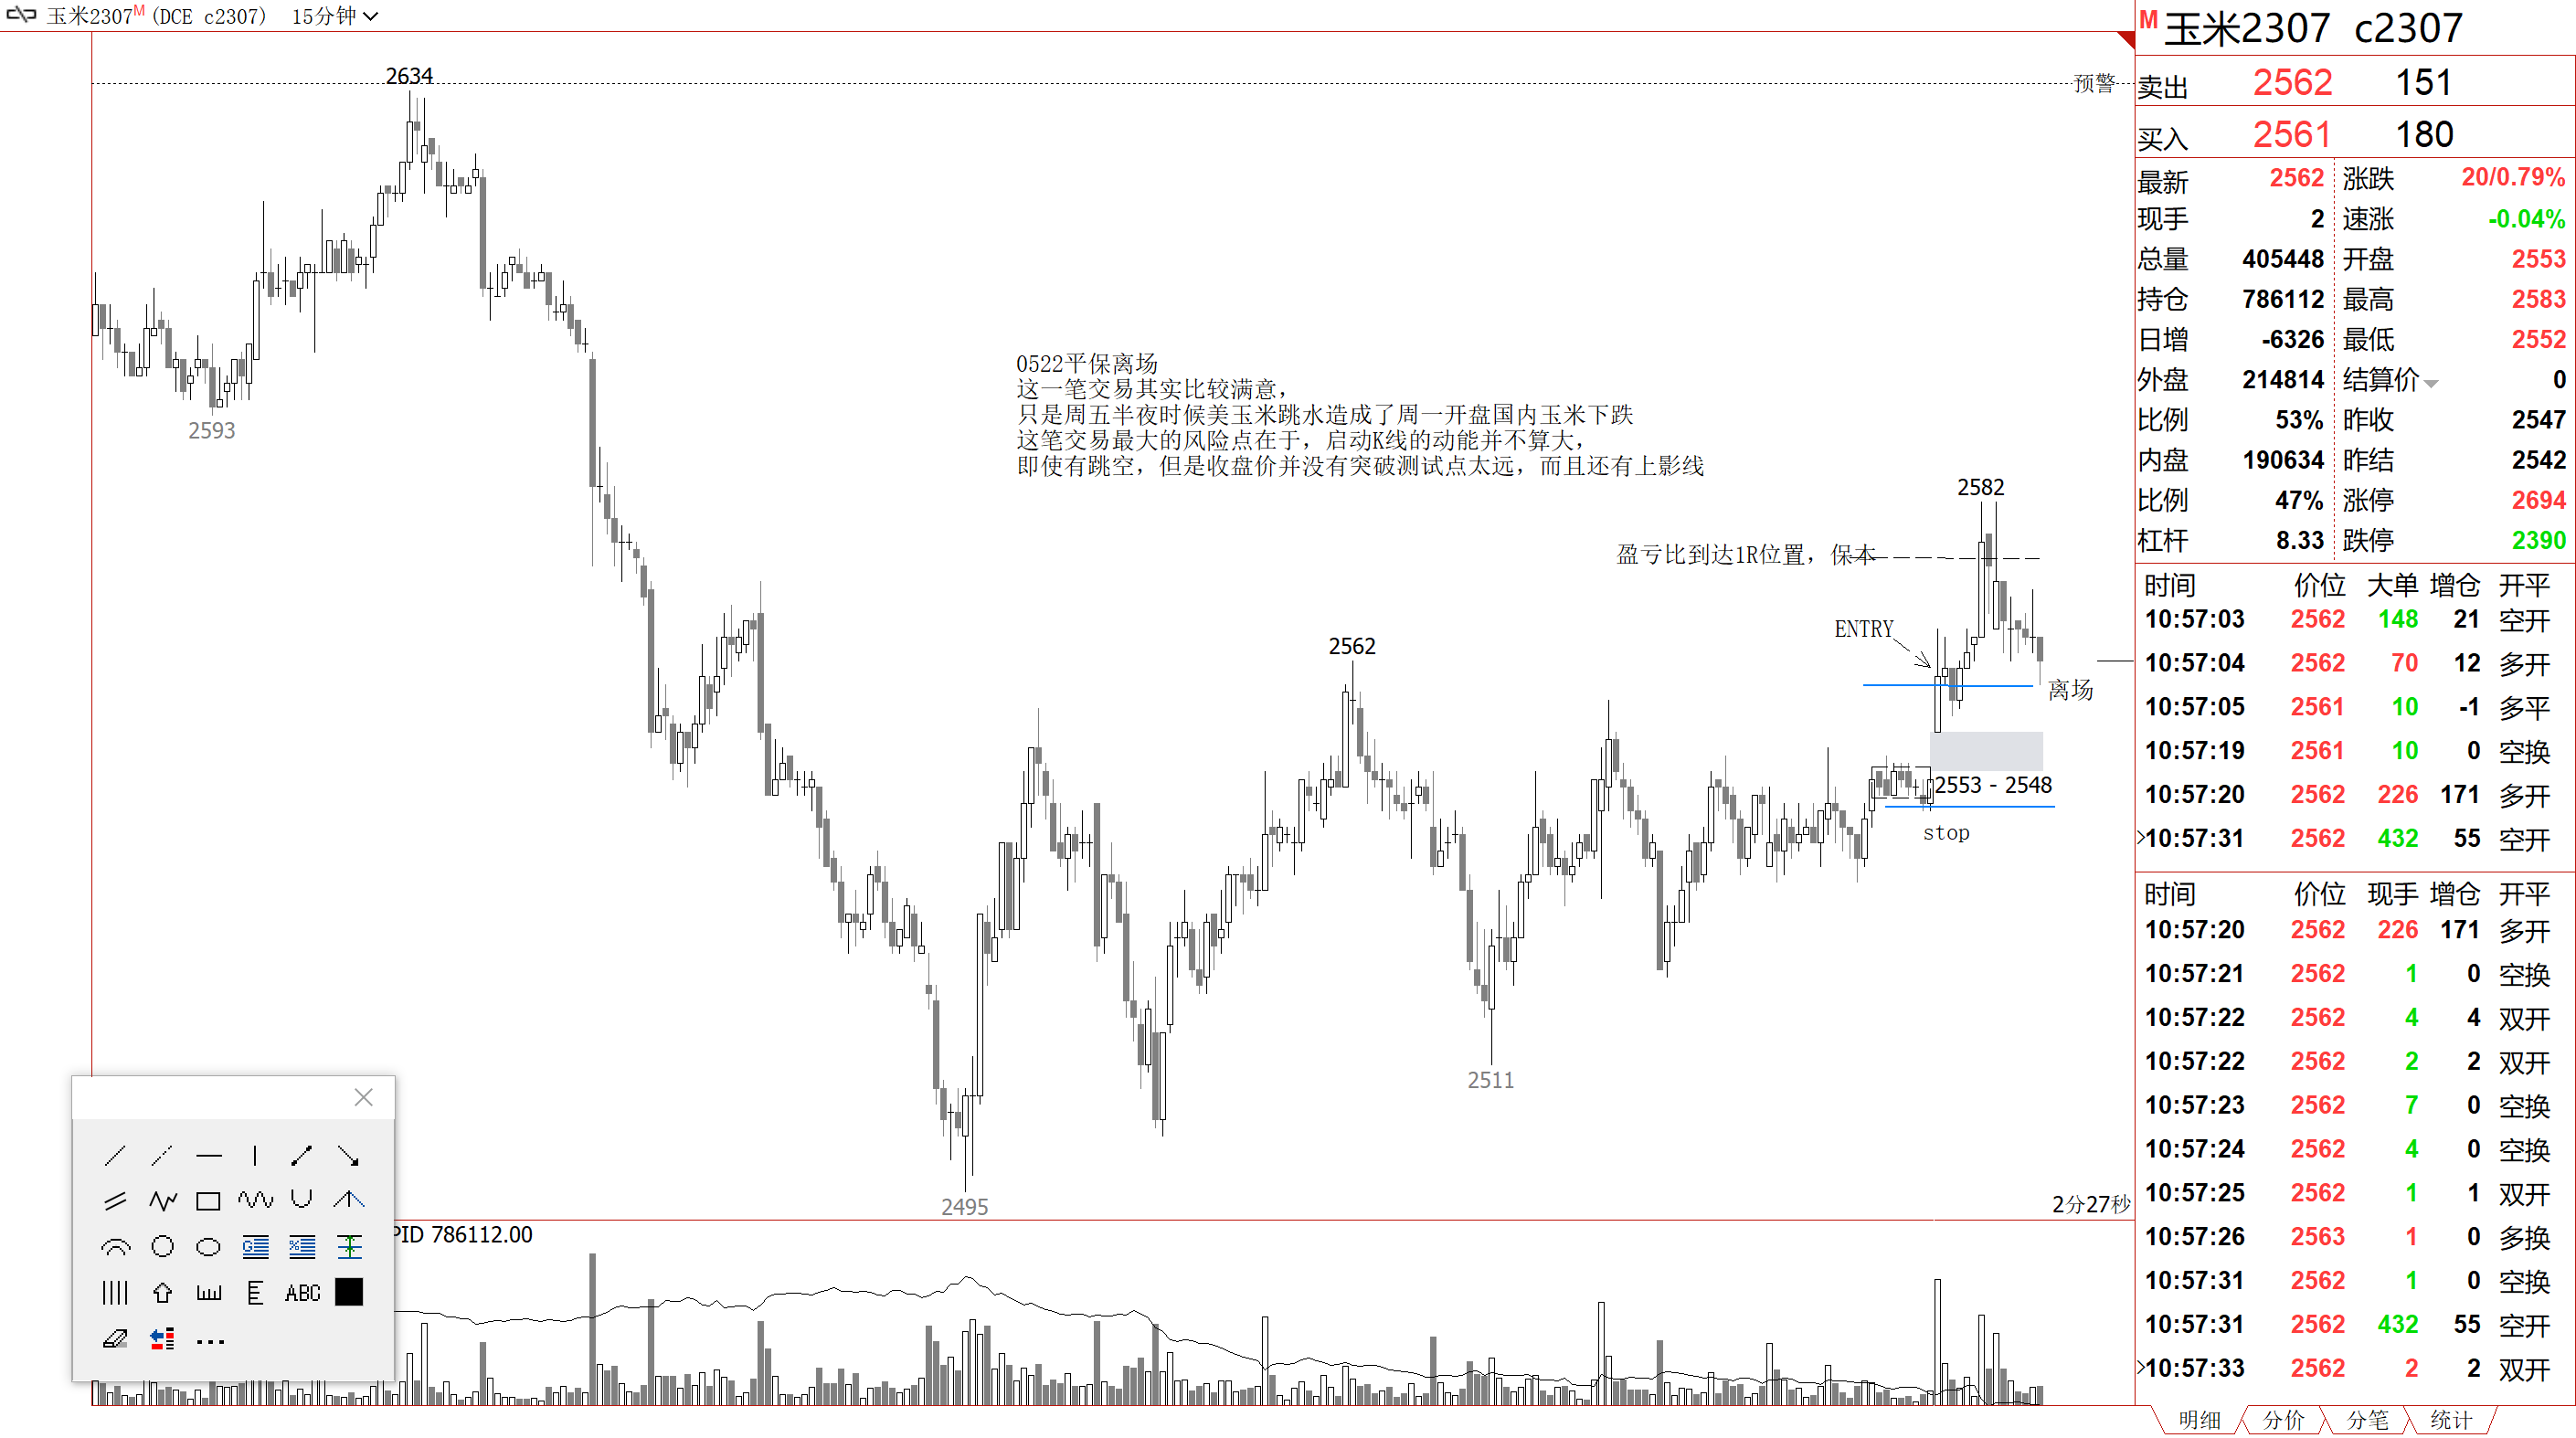 玉米2307M (DCE c2307) 15分钟
2634
预警
2593
0522平保离场
这一笔交易其实比较满意，
只是周五半夜时候美玉米跳水造成了周一开盘国内玉米下跌
这笔交易最大的风险点在于，启动K线的动能并不算大，
即使有跳空，但是收盘价并没有突破测试点太远，而且还有上影线
2582
盈亏比到达1R位置，保本
ENTRY
2562
离场
2553 - 2548
stop
2511
2495
2分27秒
PID 786112.00
ABC
M 玉米2307 c2307
卖出 2562 151
买入 2561 180
最新 2562 涨跌 20/0.79%
现手 2 速涨 -0.04%
总量 405448 开盘 2553
持仓 786112 最高 2583
日增 -6326 最低 2552
外盘 214814 结算价 0
比例 53% 昨收 2547
内盘 190634 昨结 2542
比例 47% 涨停 2694
杠杆 8.33 跌停 2390
时间 价位 大单 增仓 开平
10:57:03 2562 148 21 空开
10:57:04 2562 70 12 多开
10:57:05 2561 10 -1 多平
10:57:19 2561 10 0 空换
10:57:20 2562 226 171 多开
10:57:31 2562 432 55 空开
时间 价位 现手 增仓 开平
10:57:20 2562 226 171 多开
10:57:21 2562 1 0 空换
10:57:22 2562 4 4 双开
10:57:22 2562 2 2 双开
10:57:23 2562 7 0 空换
10:57:24 2562 4 0 空换
10:57:25 2562 1 1 双开
10:57:26 2563 1 0 多换
10:57:31 2562 1 0 空换
10:57:31 2562 432 55 空开
10:57:33 2562 2 2 双开
明细 分价 分笔 统计